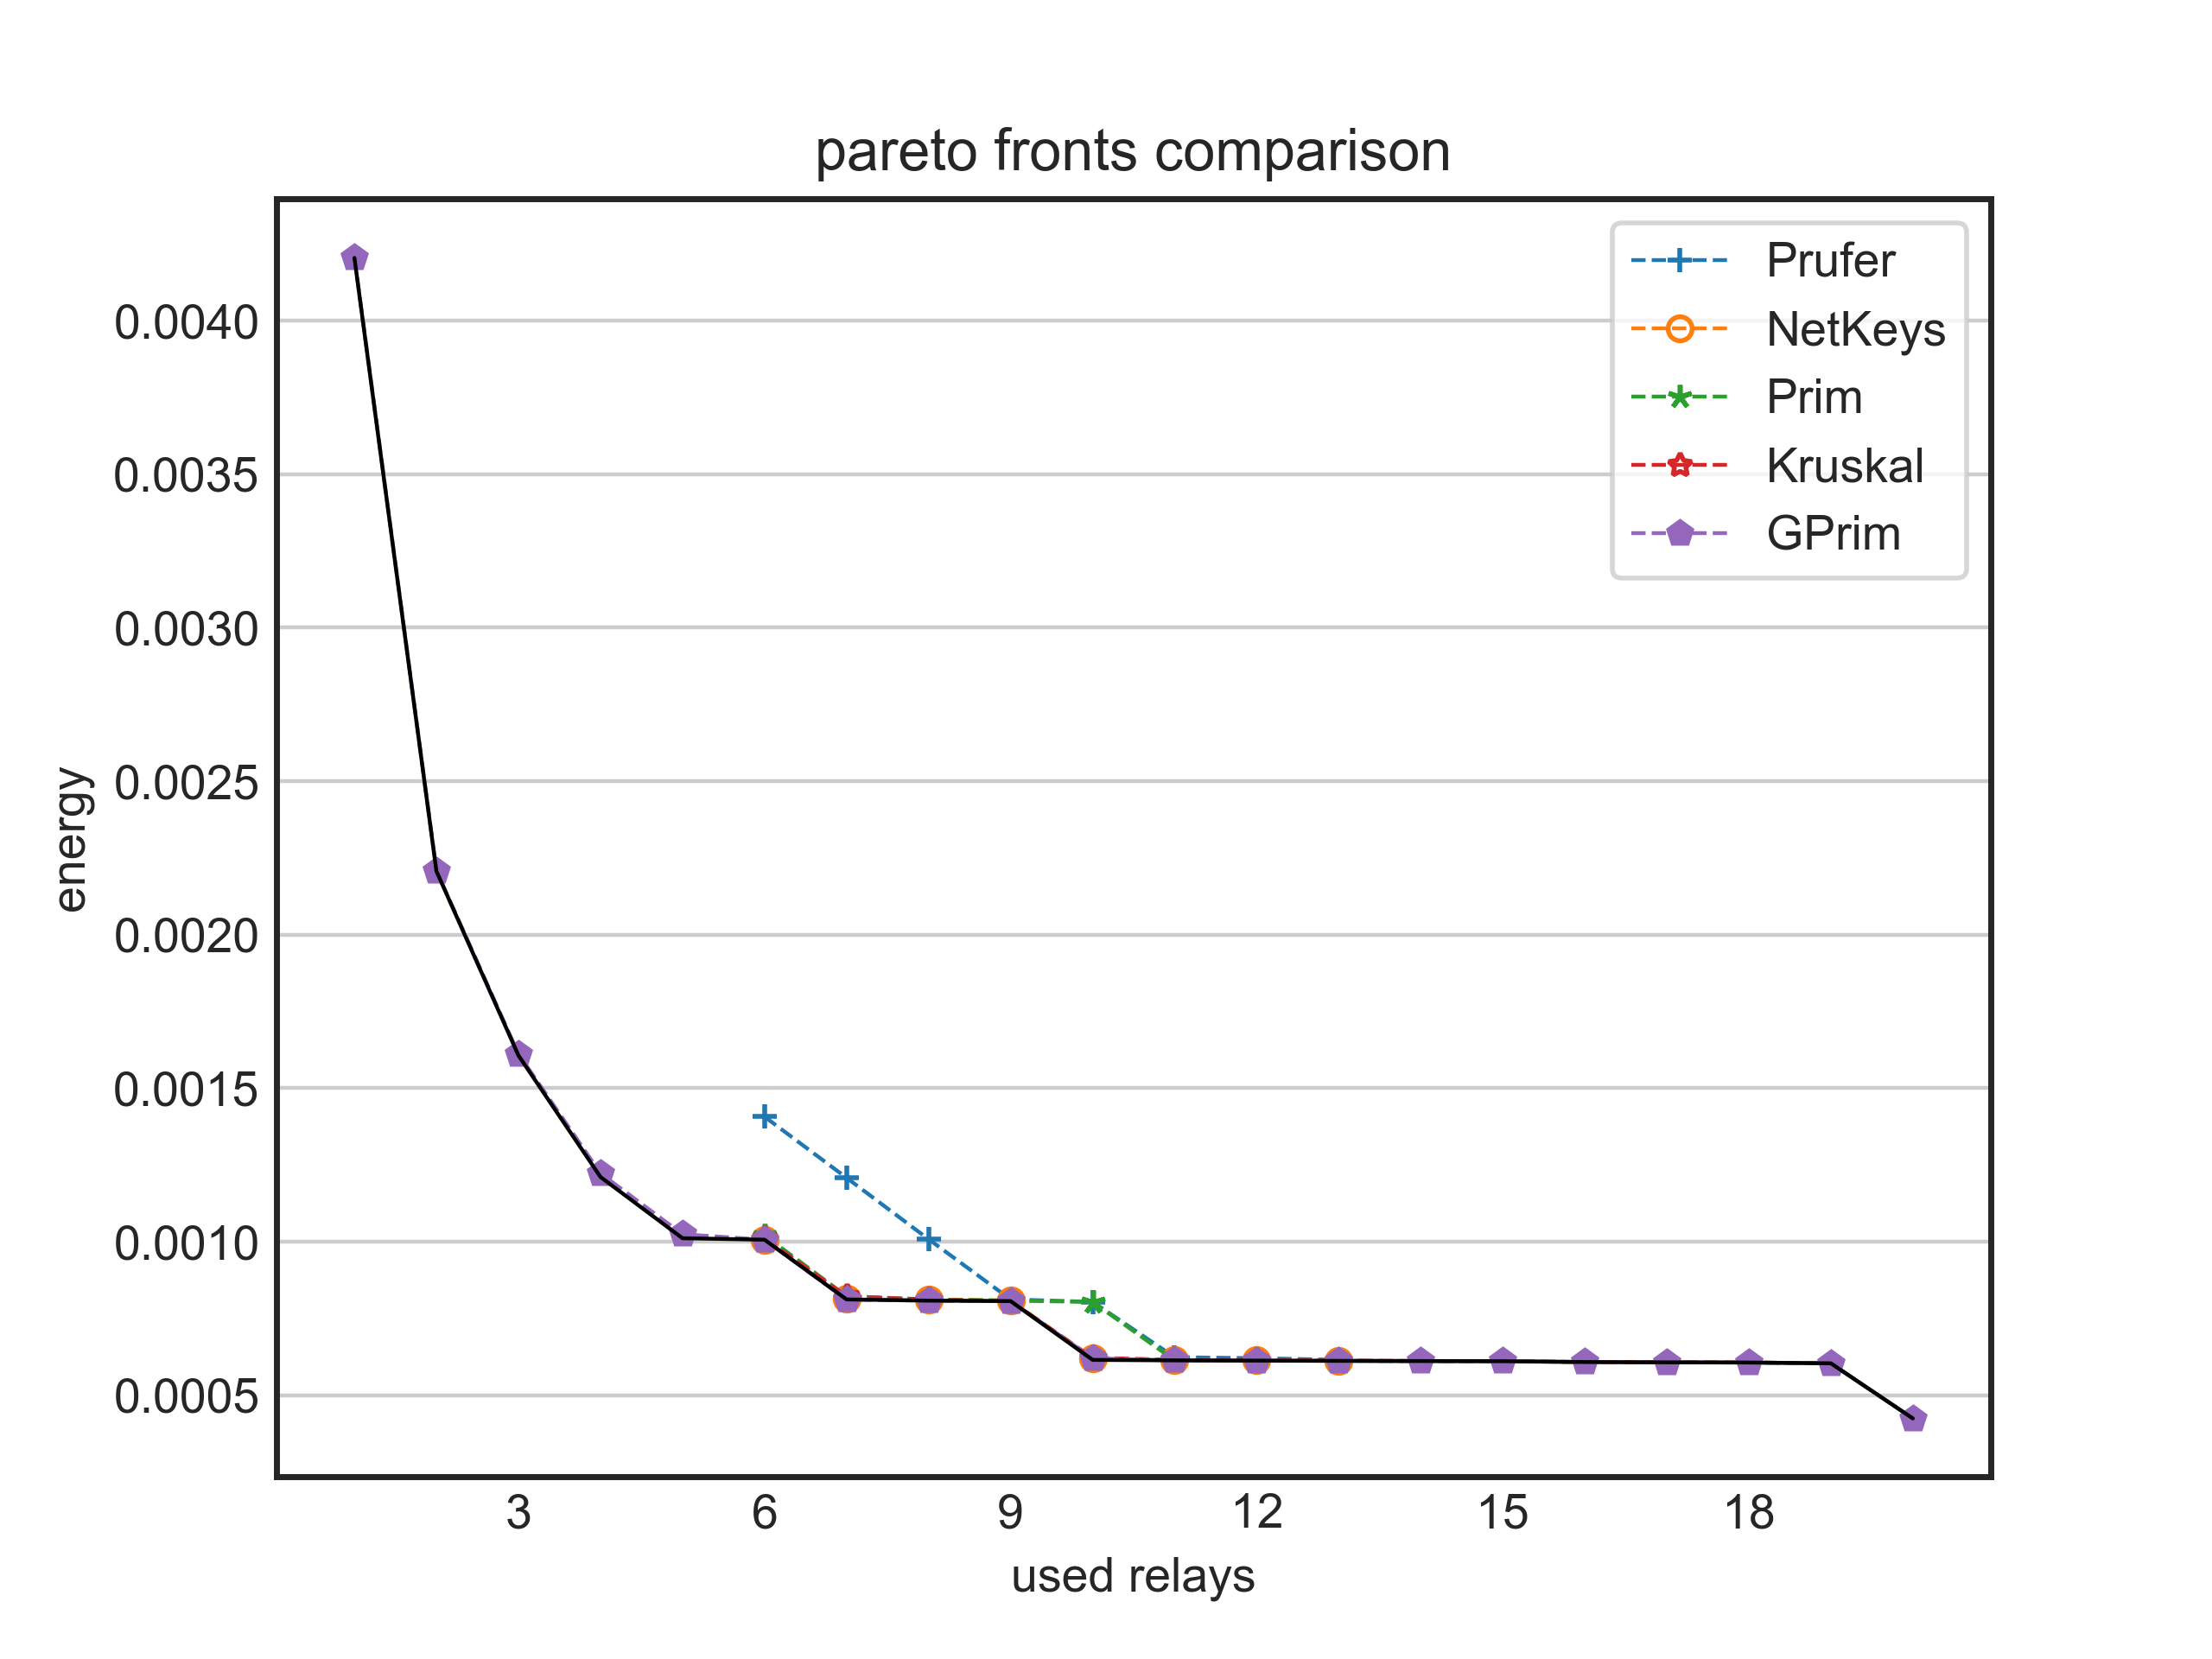 pareto fronts comparison
Prufer
NetKeys
Prim
Kruskal
GPrim
0.0040
0.0035
0.0030
0.0025
0.0020
0.0015
0.0010
0.0005
energy
3 6 9 12 15 18
used relays